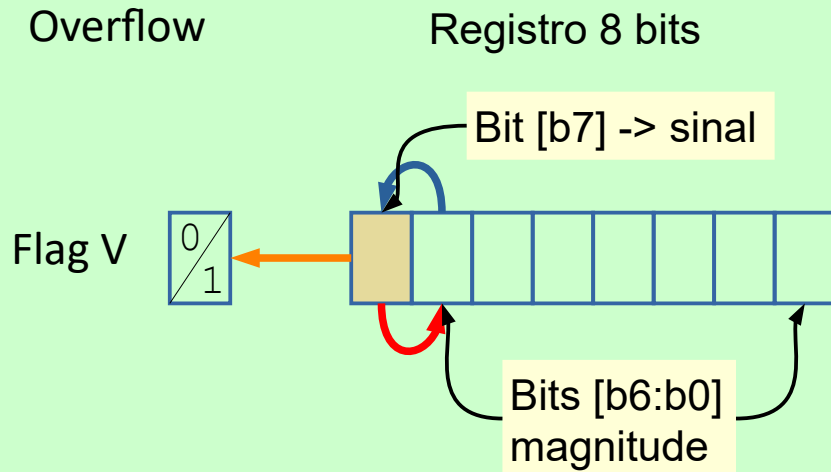 Overflow
Registro 8 bits
Bit [b7] -> sinal
Flag V
0
1
Bits [b6:b0]
magnitude